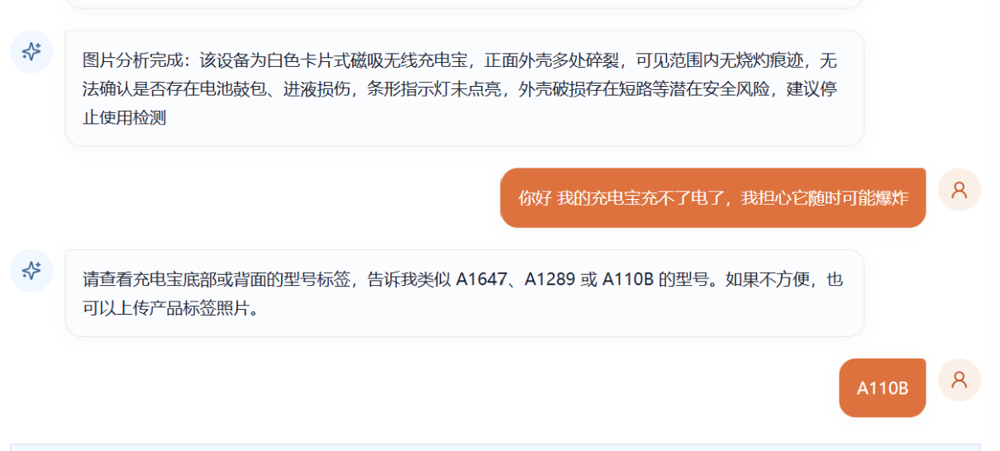 图片分析完成：该设备为白色卡片式磁吸无线充电宝，正面外壳多处碎裂，可见范围内无烧灼痕迹，无
法确认是否存在电池鼓包、进液损伤，条形指示灯未点亮，外壳破损存在短路等潜在安全风险，建议停
止使用检测
你好 我的充电宝充不了电了，我担心它随时可能爆炸
请查看充电宝底部或背面的型号标签，告诉我类似 A1647、A1289 或 A110B 的型号。如果不方便，也
可以上传产品标签照片。
A110B